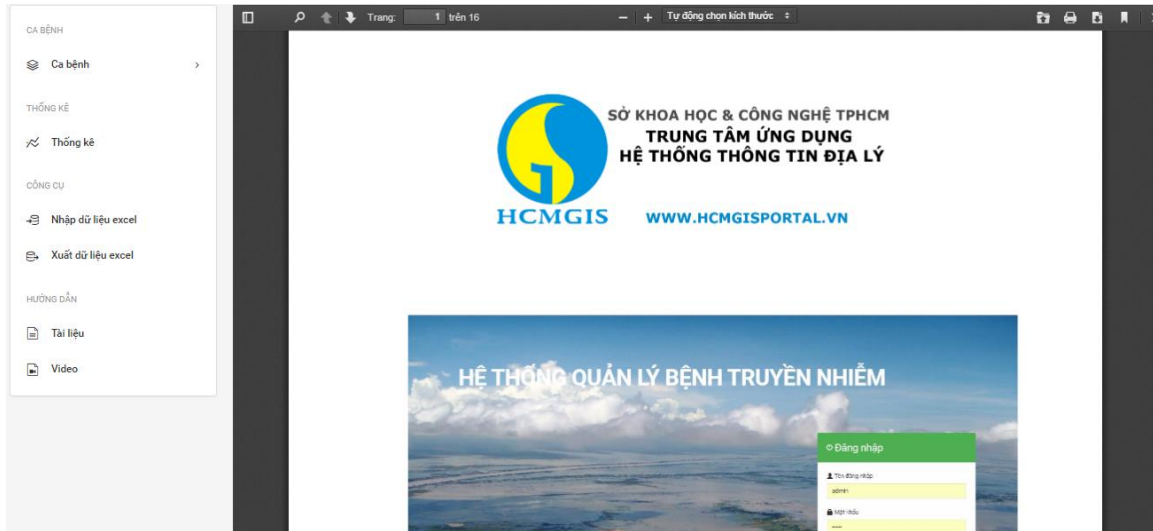 CA BỆNH
Ca bệnh
THỐNG KÊ
Thống kê
CÔNG CỤ
Nhập dữ liệu excel
Xuất dữ liệu excel
HƯỚNG DẪN
Tài liệu
Video
Trang: 1 trên 16
Tự động chọn kích thước
SỞ KHOA HỌC & CÔNG NGHỆ TPHCM
TRUNG TÂM ỨNG DỤNG
HỆ THỐNG THÔNG TIN ĐỊA LÝ
HCMGIS
WWW.HCMGISPORTAL.VN
HỆ THỐNG QUẢN LÝ BỆNH TRUYỀN NHIỄM
Đăng nhập
Tên đăng nhập
admin
Mật khẩu